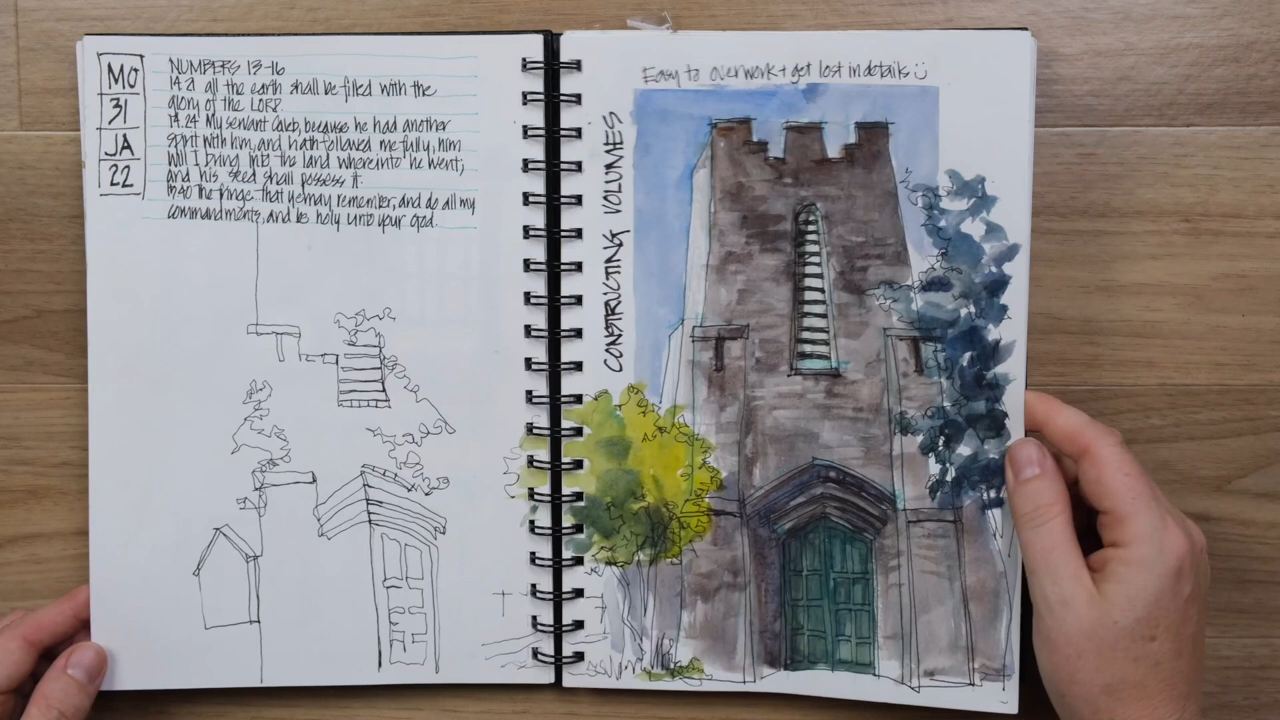 MO
31
JA
22
NUMBERS 13-16
14:21 all the earth shall be filled with the
glory of the LORD.
14:24 My servant Caleb, because he had another
spirit with him, and hath followed me fully, him
will I bring into the land whereinto he went;
and his seed shall possess it.
15:40 The fringe... that ye may remember, and do all my
commandments, and be holy unto your God.
Easy to overwork + get lost in details
CONSTRUCTING VOLUMES